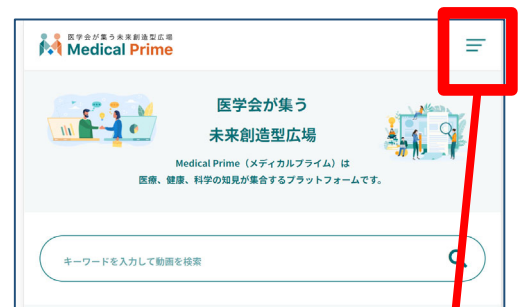 医学会が集う未来創造型広場
Medical Prime
医学会が集う
未来創造型広場
Medical Prime（メディカルプライム）は
医療、健康、科学の知見が集合するプラットフォームです。
キーワードを入力して動画を検索